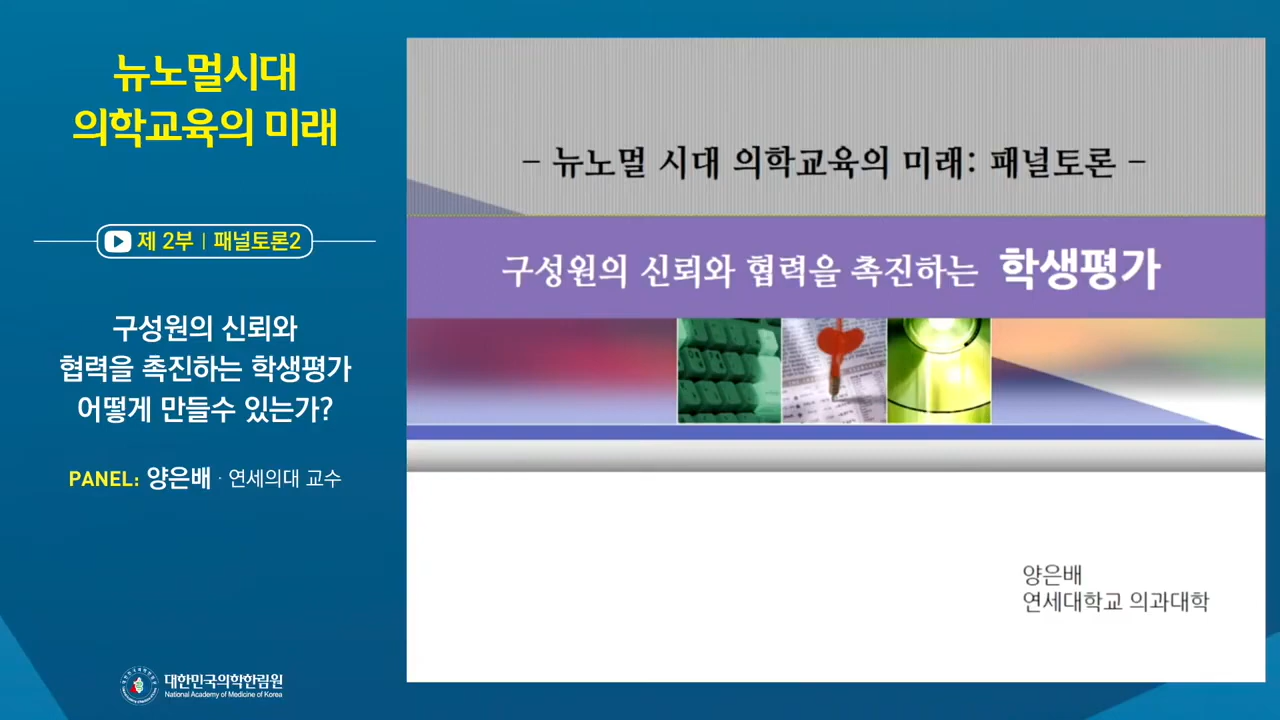 뉴노멀시대
의학교육의 미래
제 2부 | 패널토론2
구성원의 신뢰와
협력을 촉진하는 학생평가
어떻게 만들수 있는가?
PANEL: 양은배 · 연세의대 교수
대한민국의학한림원
National Academy of Medicine of Korea
- 뉴노멀 시대 의학교육의 미래: 패널토론 -
구성원의 신뢰와 협력을 촉진하는 학생평가
양은배
연세대학교 의과대학